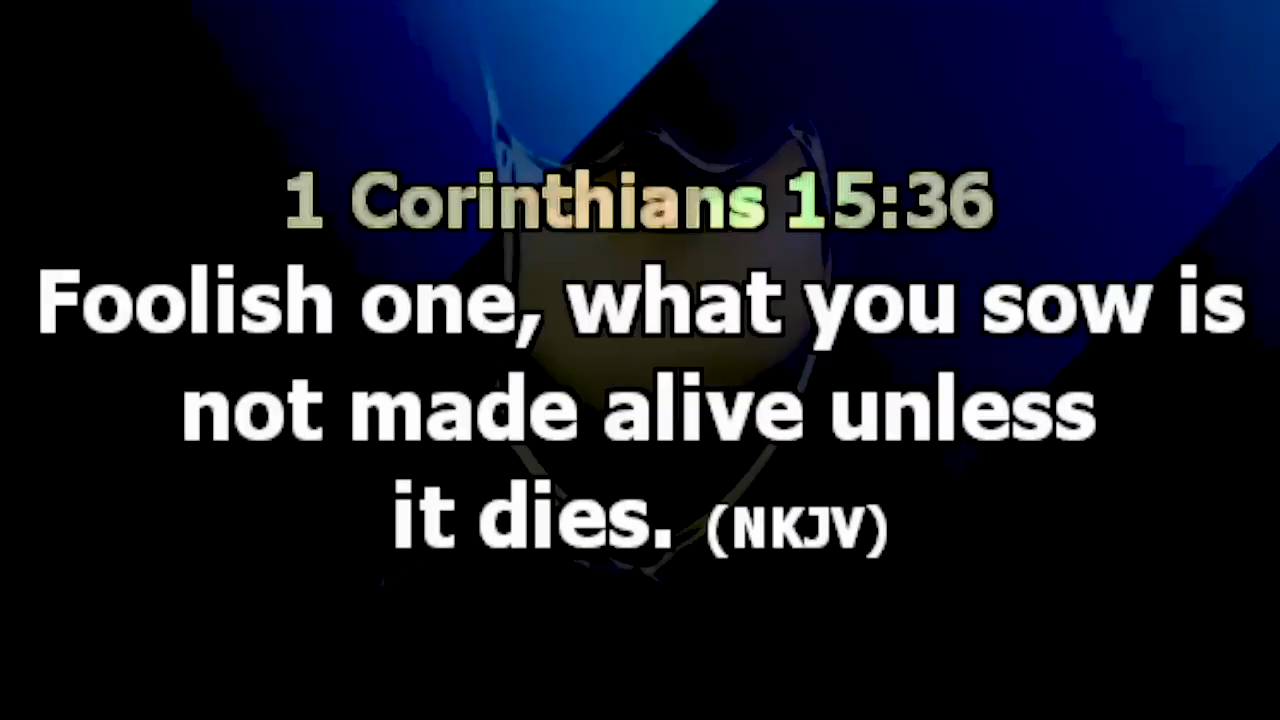 1 Corinthians 15:36
Foolish one, what you sow is
not made alive unless
it dies. (NKJV)